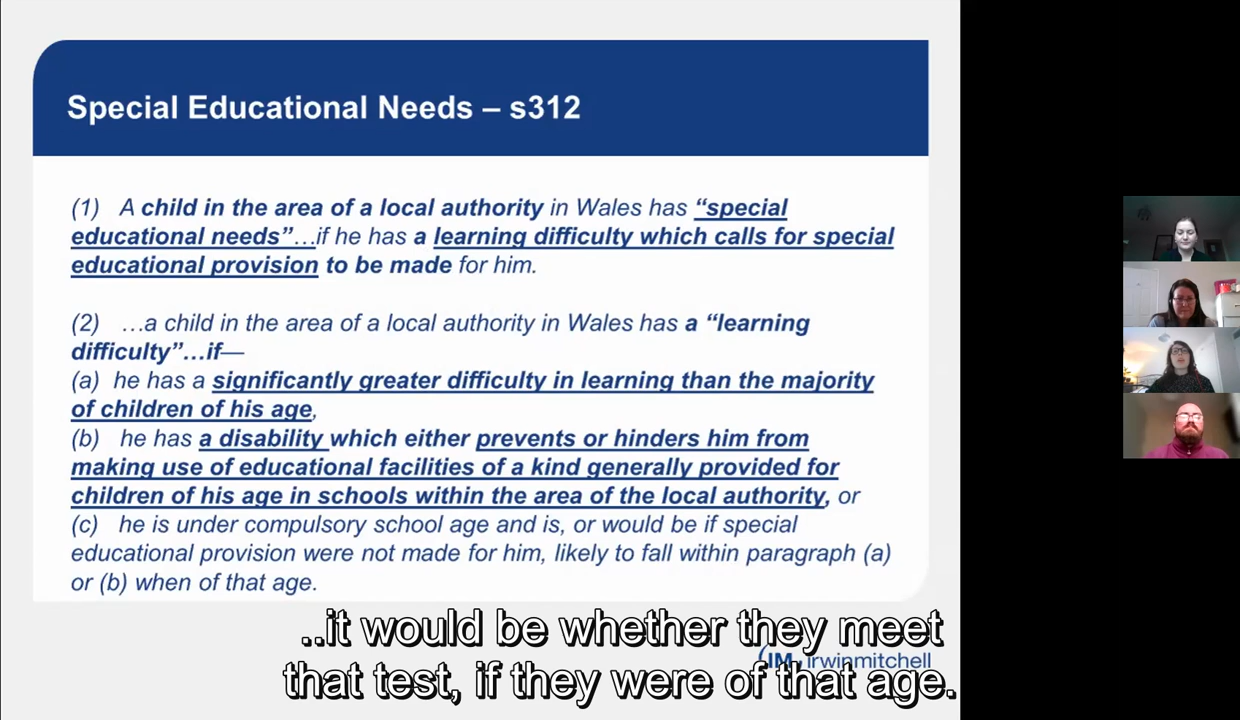 Special Educational Needs – s312
(1) A child in the area of a local authority in Wales has “special
educational needs”…if he has a learning difficulty which calls for special
educational provision to be made for him.
(2) …a child in the area of a local authority in Wales has a “learning
difficulty”…if—
(a) he has a significantly greater difficulty in learning than the majority
of children of his age,
(b) he has a disability which either prevents or hinders him from
making use of educational facilities of a kind generally provided for
children of his age in schools within the area of the local authority, or
(c) he is under compulsory school age and is, or would be if special
educational provision were not made for him, likely to fall within paragraph (a)
or (b) when of that age.
..it would be whether they meet
IM irwinmitchell
that test, if they were of that age.